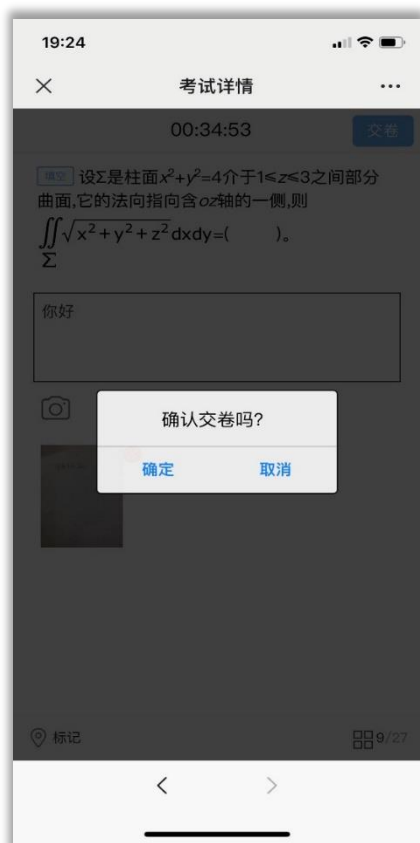 19:24
考试详情
00:34:53
交卷
填空 设Σ是柱面x²+y²=4介于1≤z≤3之间部分
曲面,它的法向指向含oz轴的一侧,则
∬√x²+y²+z² dxdy=( )。
Σ
你好
确认交卷吗?
确定 取消
标记
9/27